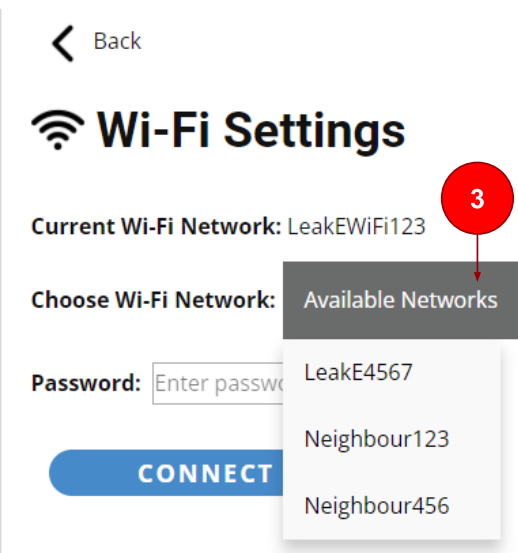 Back
Wi-Fi Settings
3
Current Wi-Fi Network: LeakEWiFi123
Choose Wi-Fi Network: Available Networks
LeakE4567
Password: Enter
Neighbour123
CONNECT
Neighbour456